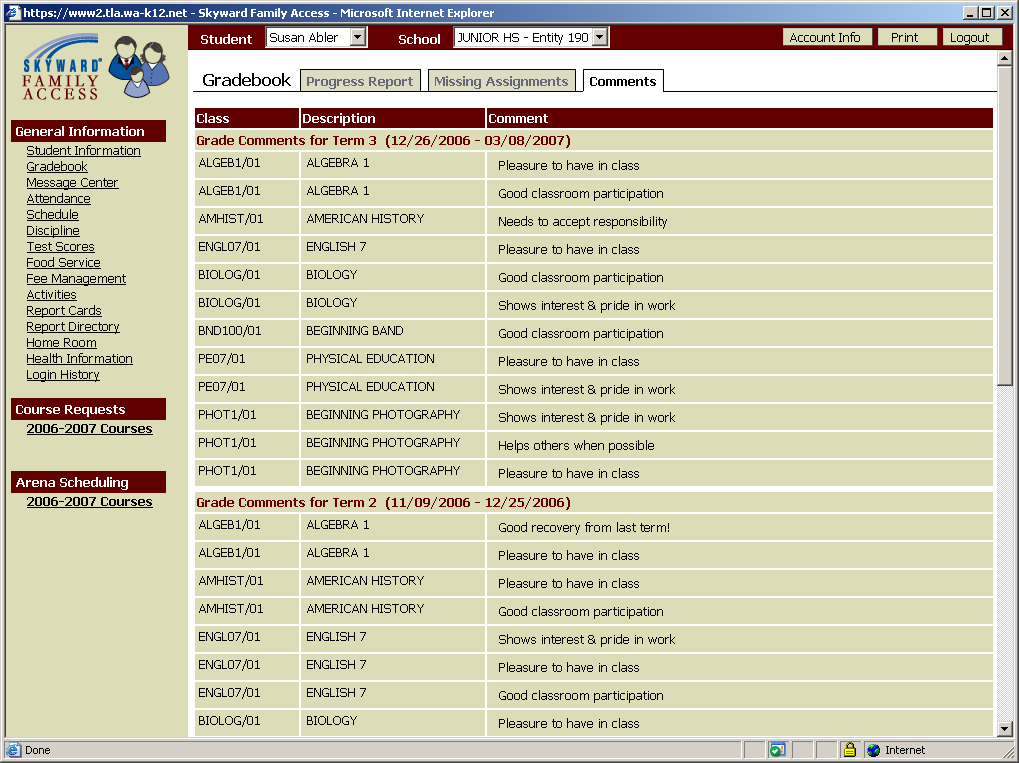 https://www2.tla.wa-k12.net - Skyward Family Access - Microsoft Internet Explorer
Student Susan Abler School JUNIOR HS - Entity 190 Account Info Print Logout
SKYWARD®
FAMILY
ACCESS
Gradebook Progress Report Missing Assignments Comments
General Information
Student Information
Gradebook
Message Center
Attendance
Schedule
Discipline
Test Scores
Food Service
Fee Management
Activities
Report Cards
Report Directory
Home Room
Health Information
Login History
Course Requests
2006-2007 Courses
Arena Scheduling
2006-2007 Courses
Class Description Comment
Grade Comments for Term 3 (12/26/2006 - 03/08/2007)
ALGEB1/01 ALGEBRA 1 Pleasure to have in class
ALGEB1/01 ALGEBRA 1 Good classroom participation
AMHIST/01 AMERICAN HISTORY Needs to accept responsibility
ENGL07/01 ENGLISH 7 Pleasure to have in class
BIOLOG/01 BIOLOGY Good classroom participation
BIOLOG/01 BIOLOGY Shows interest & pride in work
BND100/01 BEGINNING BAND Good classroom participation
PE07/01 PHYSICAL EDUCATION Pleasure to have in class
PE07/01 PHYSICAL EDUCATION Shows interest & pride in work
PHOT1/01 BEGINNING PHOTOGRAPHY Shows interest & pride in work
PHOT1/01 BEGINNING PHOTOGRAPHY Helps others when possible
PHOT1/01 BEGINNING PHOTOGRAPHY Pleasure to have in class
Grade Comments for Term 2 (11/09/2006 - 12/25/2006)
ALGEB1/01 ALGEBRA 1 Good recovery from last term!
ALGEB1/01 ALGEBRA 1 Pleasure to have in class
AMHIST/01 AMERICAN HISTORY Pleasure to have in class
AMHIST/01 AMERICAN HISTORY Good classroom participation
ENGL07/01 ENGLISH 7 Shows interest & pride in work
ENGL07/01 ENGLISH 7 Pleasure to have in class
ENGL07/01 ENGLISH 7 Good classroom participation
BIOLOG/01 BIOLOGY Pleasure to have in class
Done Internet